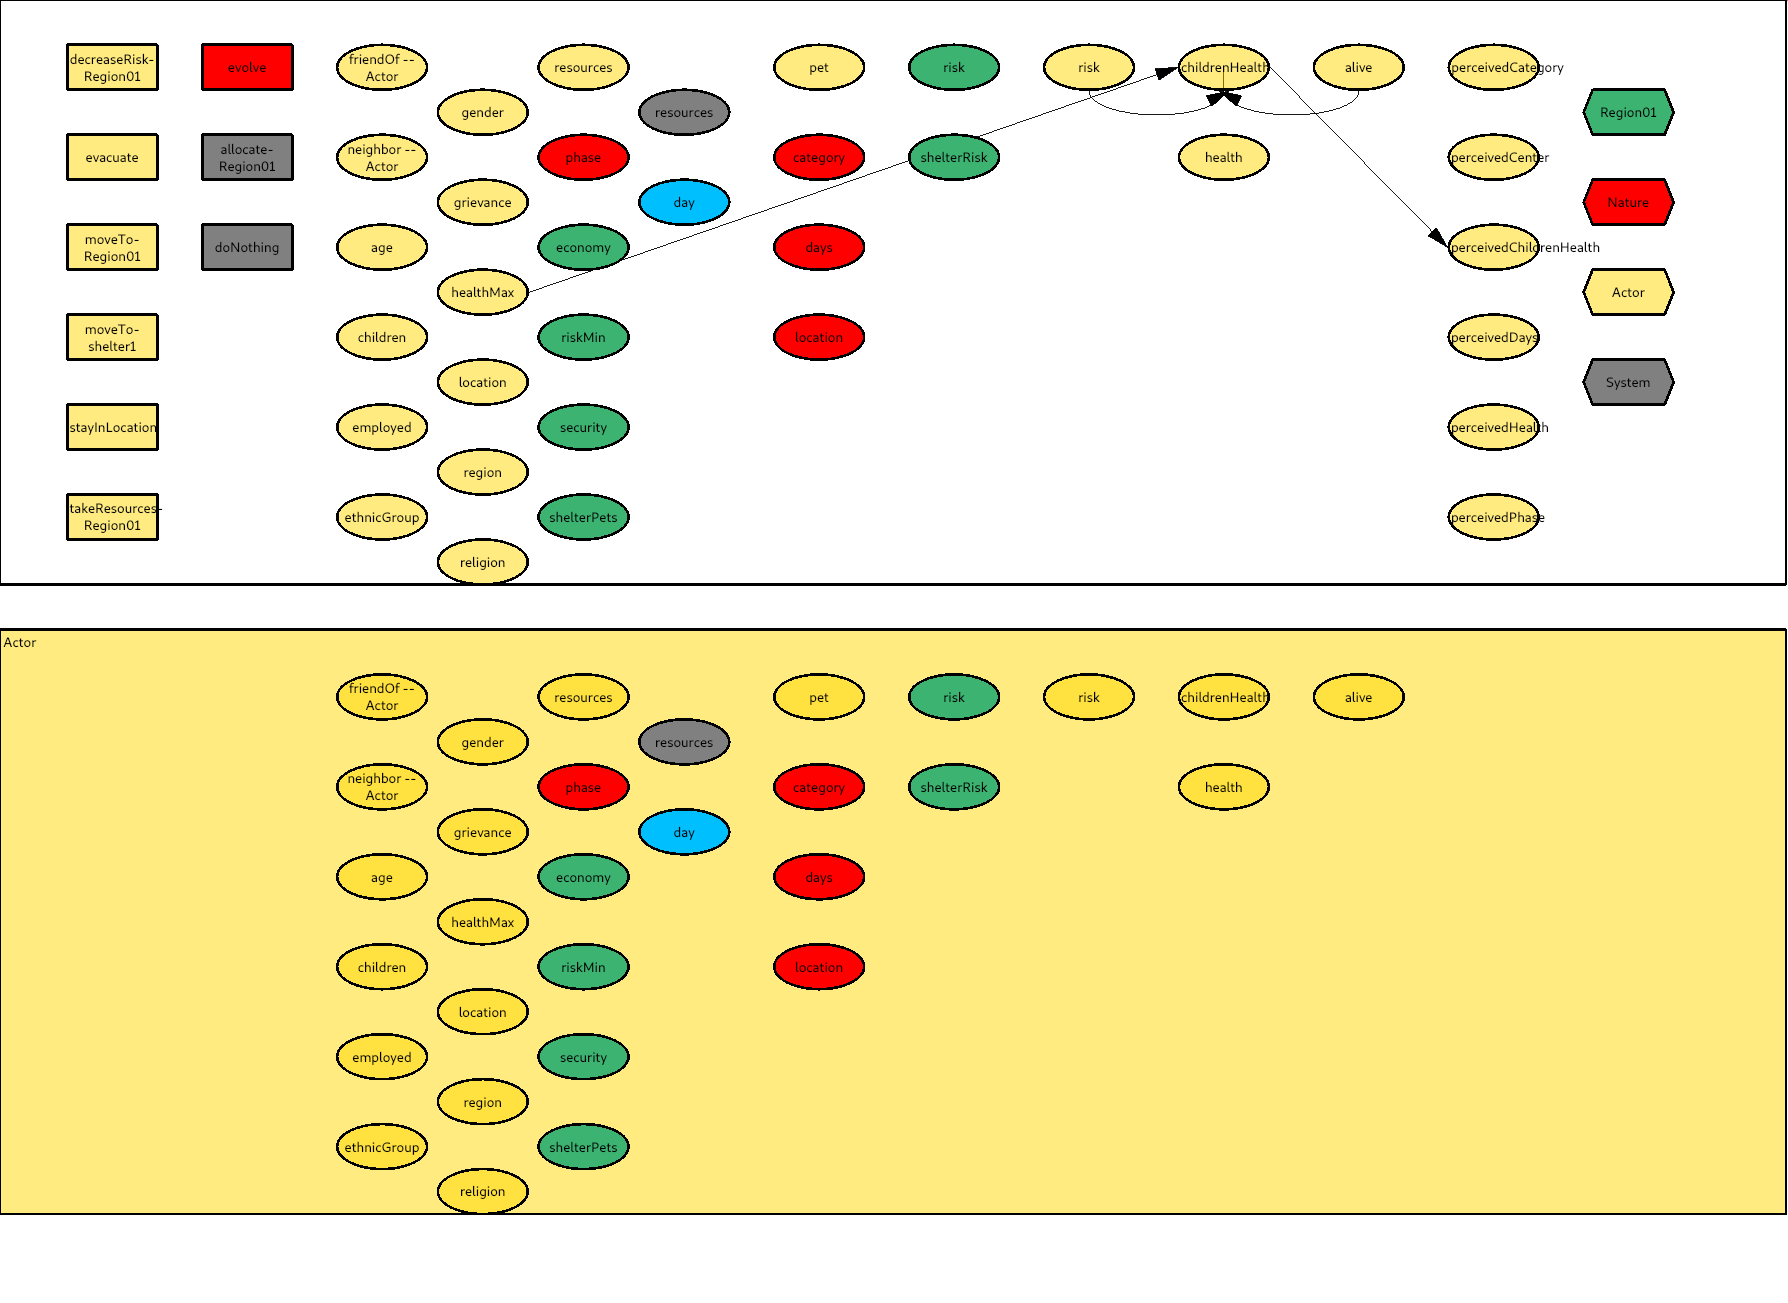 decreaseRisk-
Region01
evolve
friendOf --
Actor
resources
pet
risk
risk
childrenHealth
alive
perceivedCategory
gender
resources
Region01
evacuate
allocate-
Region01
neighbor --
Actor
phase
category
shelterRisk
health
perceivedCenter
grievance
day
Nature
moveTo-
Region01
doNothing
age
economy
days
perceivedChildrenHealth
healthMax
Actor
moveTo-
shelter1
children
riskMin
location
perceivedDays
location
System
stayInLocation
employed
security
perceivedHealth
region
takeResources-
Region01
ethnicGroup
shelterPets
perceivedPhase
religion
Actor
friendOf --
Actor
resources
pet
risk
risk
childrenHealth
alive
gender
resources
neighbor --
Actor
phase
category
shelterRisk
health
grievance
day
age
economy
days
healthMax
children
riskMin
location
location
employed
security
region
ethnicGroup
shelterPets
religion